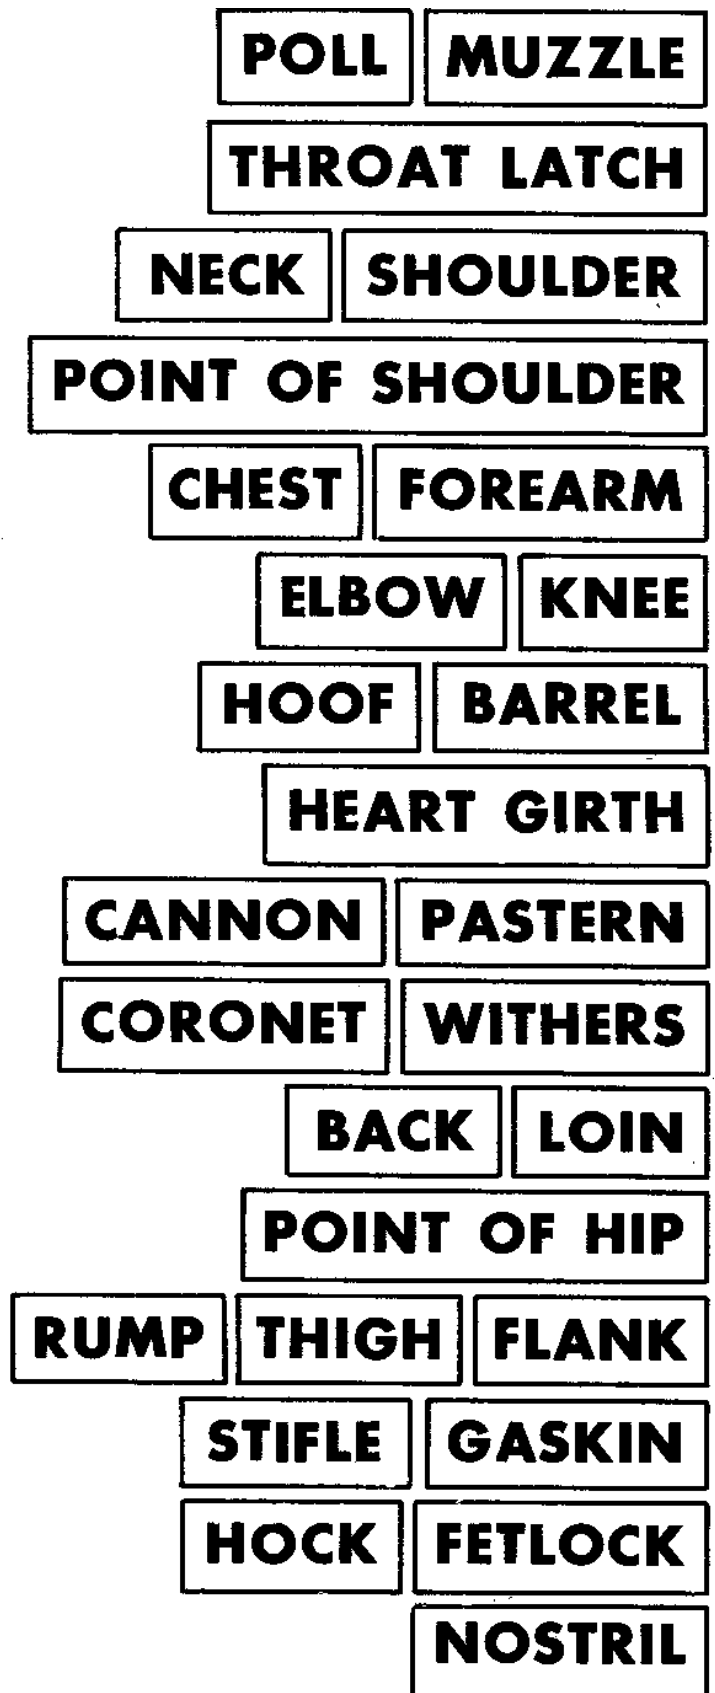 POLL MUZZLE
THROAT LATCH
NECK SHOULDER
POINT OF SHOULDER
CHEST FOREARM
ELBOW KNEE
HOOF BARREL
HEART GIRTH
CANNON PASTERN
CORONET WITHERS
BACK LOIN
POINT OF HIP
RUMP THIGH FLANK
STIFLE GASKIN
HOCK FETLOCK
NOSTRIL